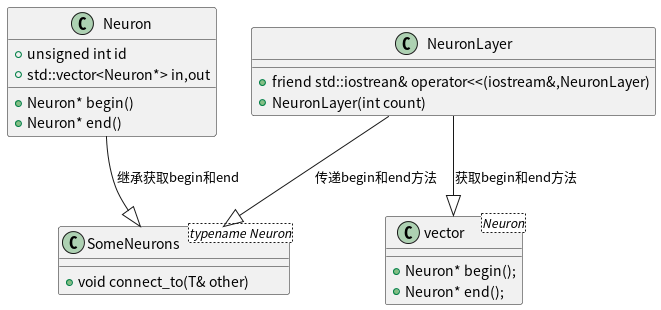 C Neuron
unsigned int id
std::vector<Neuron*> in,out
Neuron* begin()
Neuron* end()
C NeuronLayer
friend std::iostrean& operator<<(iostream&,NeuronLayer)
NeuronLayer(int count)
继承获取begin和end
传递begin和end方法
获取begin和end方法
C SomeNeurons
typename Neuron
void connect_to(T& other)
C vector
Neuron
Neuron* begin();
Neuron* end();